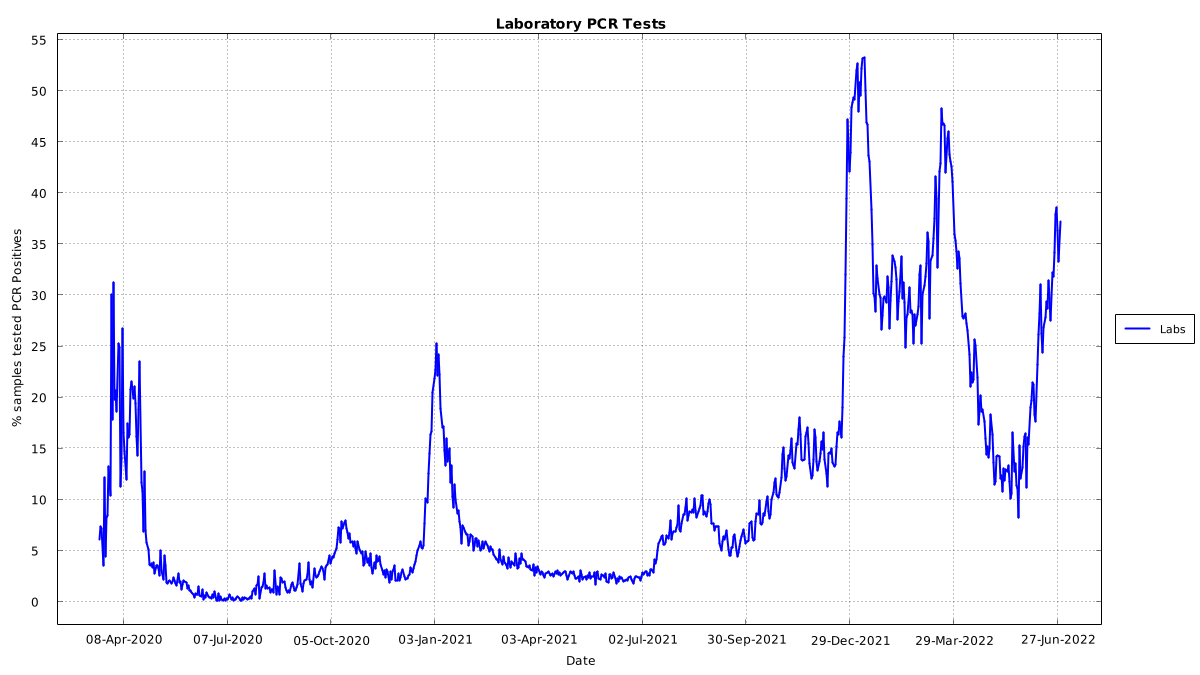 Laboratory PCR Tests
55
50
45
40
35
30
25
20
15
10
5
0
% samples tested PCR Positives
08-Apr-2020 07-Jul-2020 05-Oct-2020 03-Jan-2021 03-Apr-2021 02-Jul-2021 30-Sep-2021 29-Dec-2021 29-Mar-2022 27-Jun-2022
Date
Labs